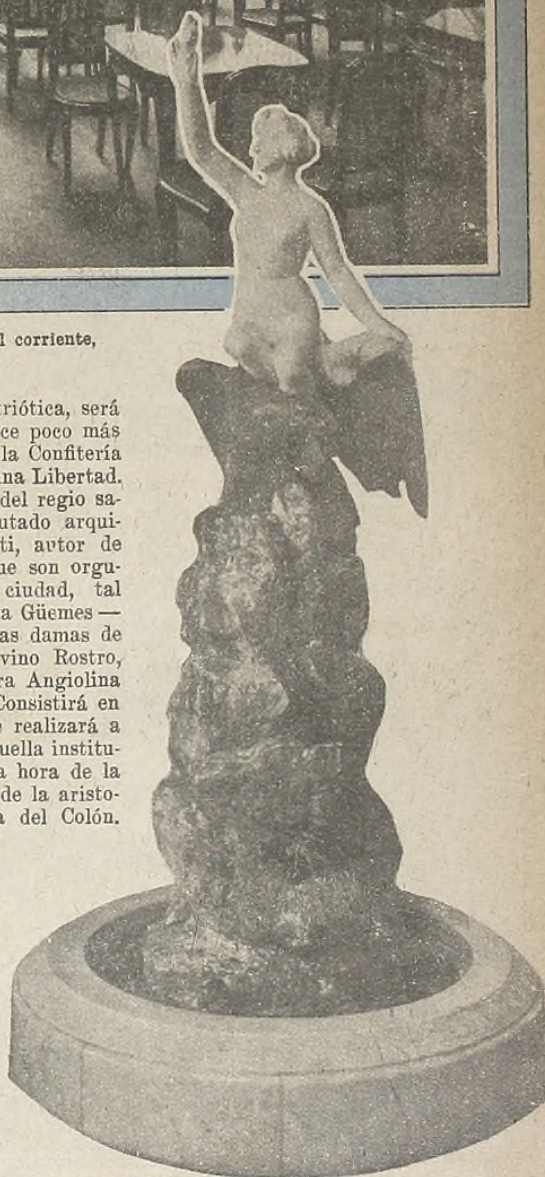 l corriente,
riótica, será
ce poco más
la Confitería
na Libertad.
del regio sa-
utado arqui-
ti, autor de
ue son orgu-
ciudad, tal
a Güemes —
as damas de
vino Rostro,
ra Angiolina
Consistirá en
e realizará a
uella institu-
a hora de la
de la aristo-
a del Colón.